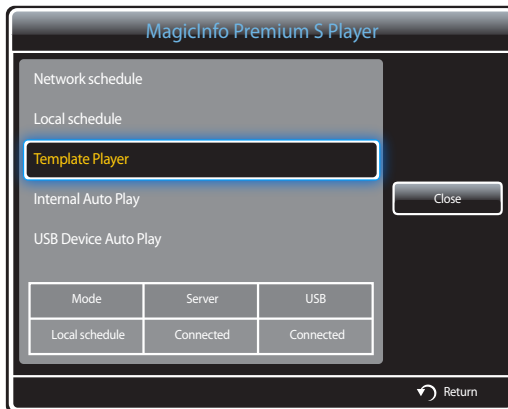 MagicInfo Premium S Player
Network schedule
Local schedule
Template Player
Internal Auto Play
USB Device Auto Play
Close
Mode Server USB
Local schedule Connected Connected
Return